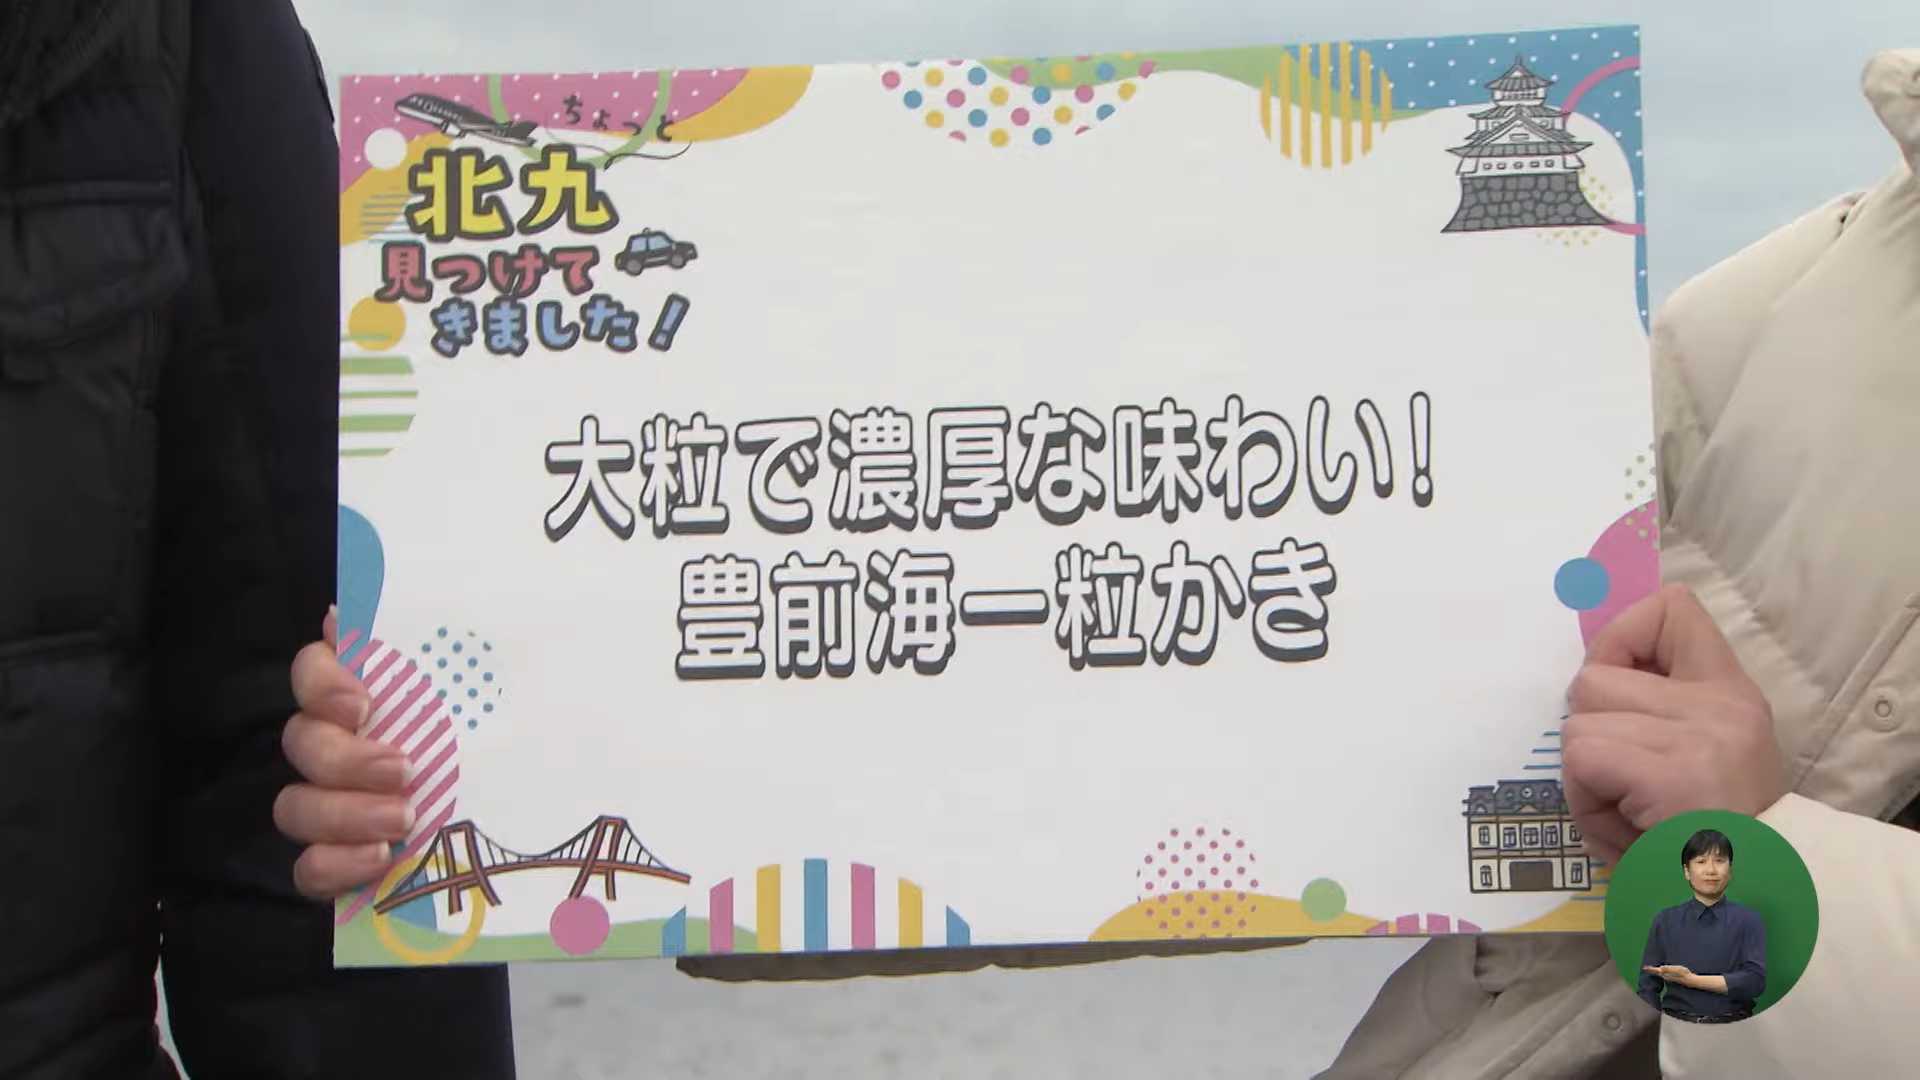 ちょっと
北九
見つけて
きました!
大粒で濃厚な味わい!
豊前海一粒かき